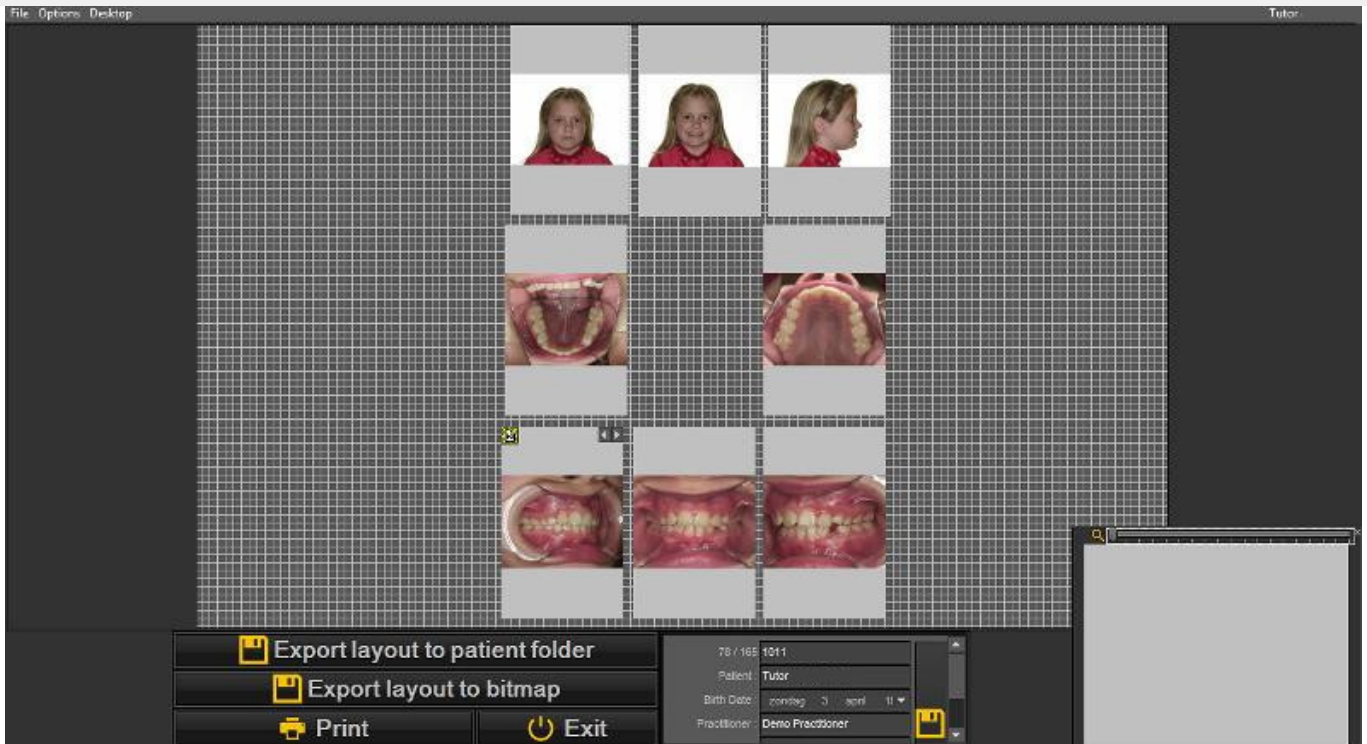 File Options Desktop
Tutor
Export layout to patient folder
Export layout to bitmap
Print
Exit
78 / 165 1011
Patient : Tutor
Birth Date : zondag 3 april
Practitioner : Demo Practitioner